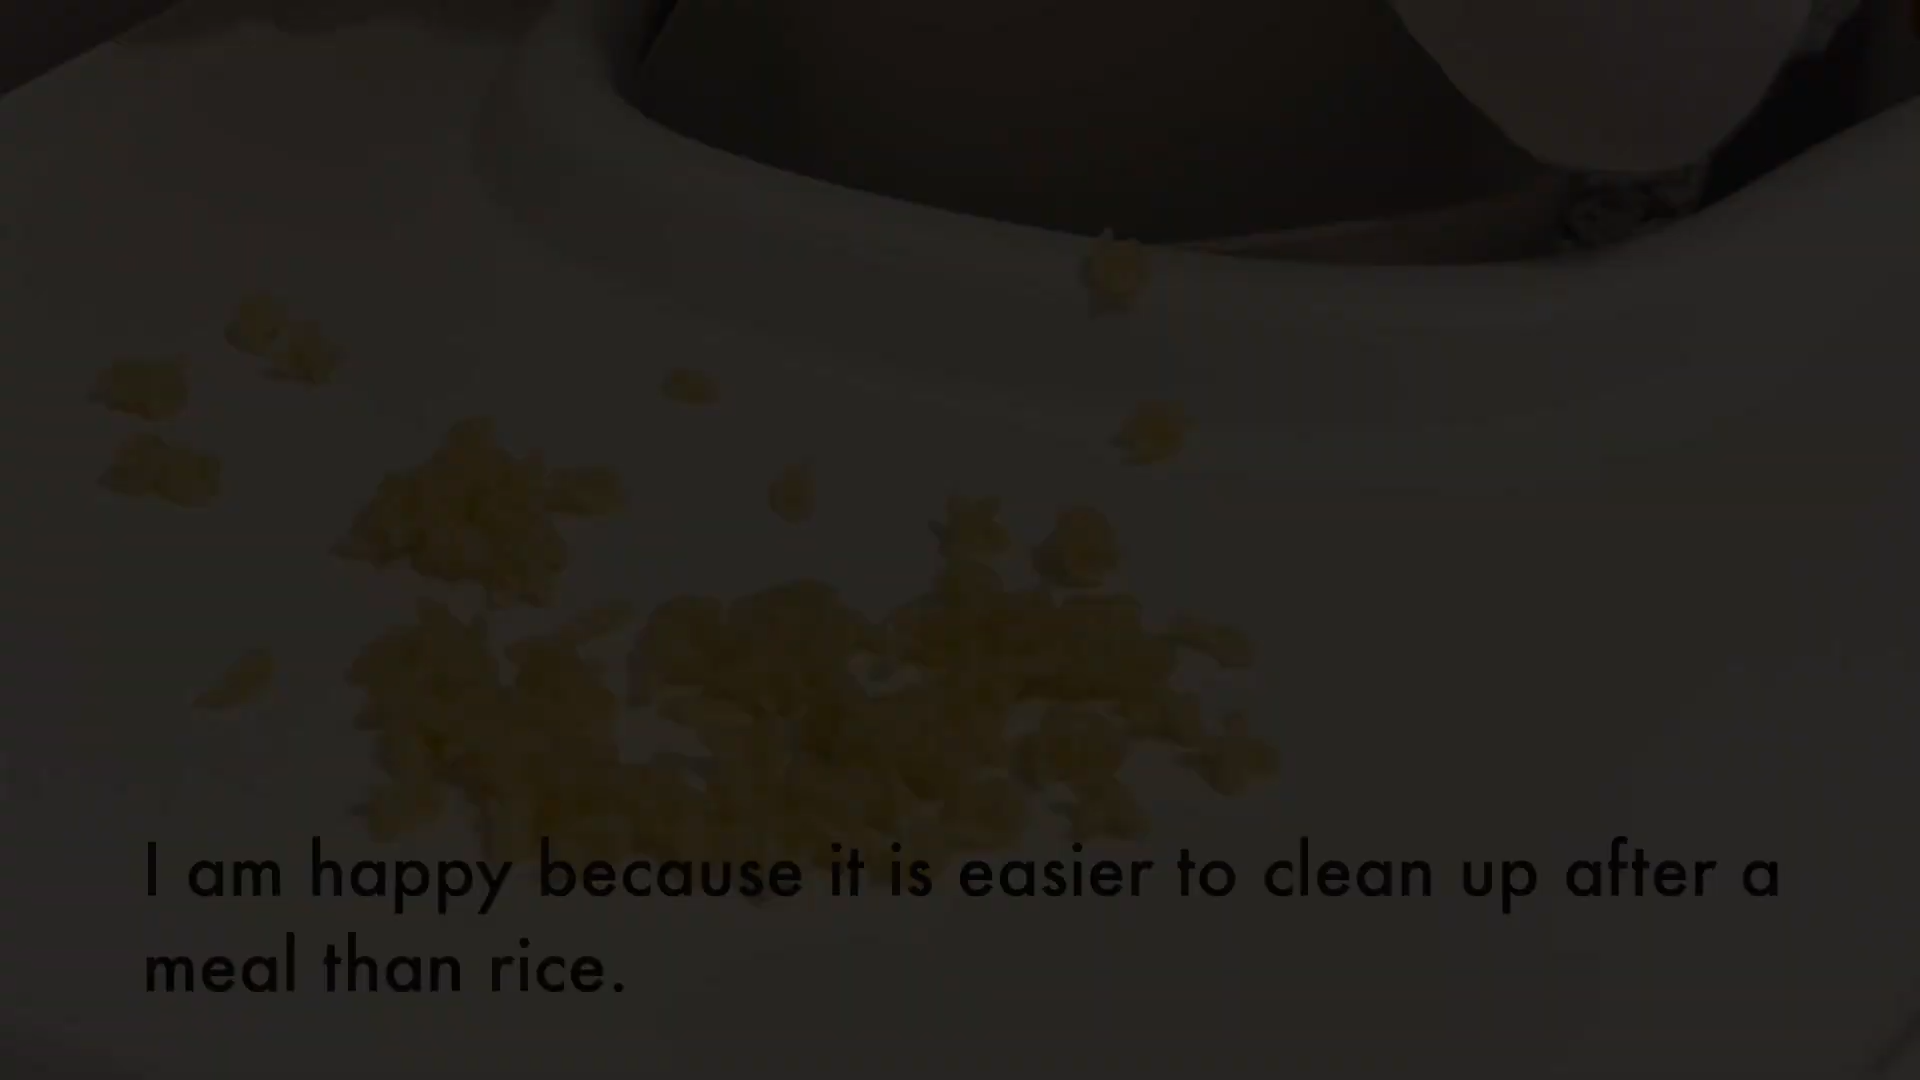 I am happy because it is easier to clean up after a
meal than rice.